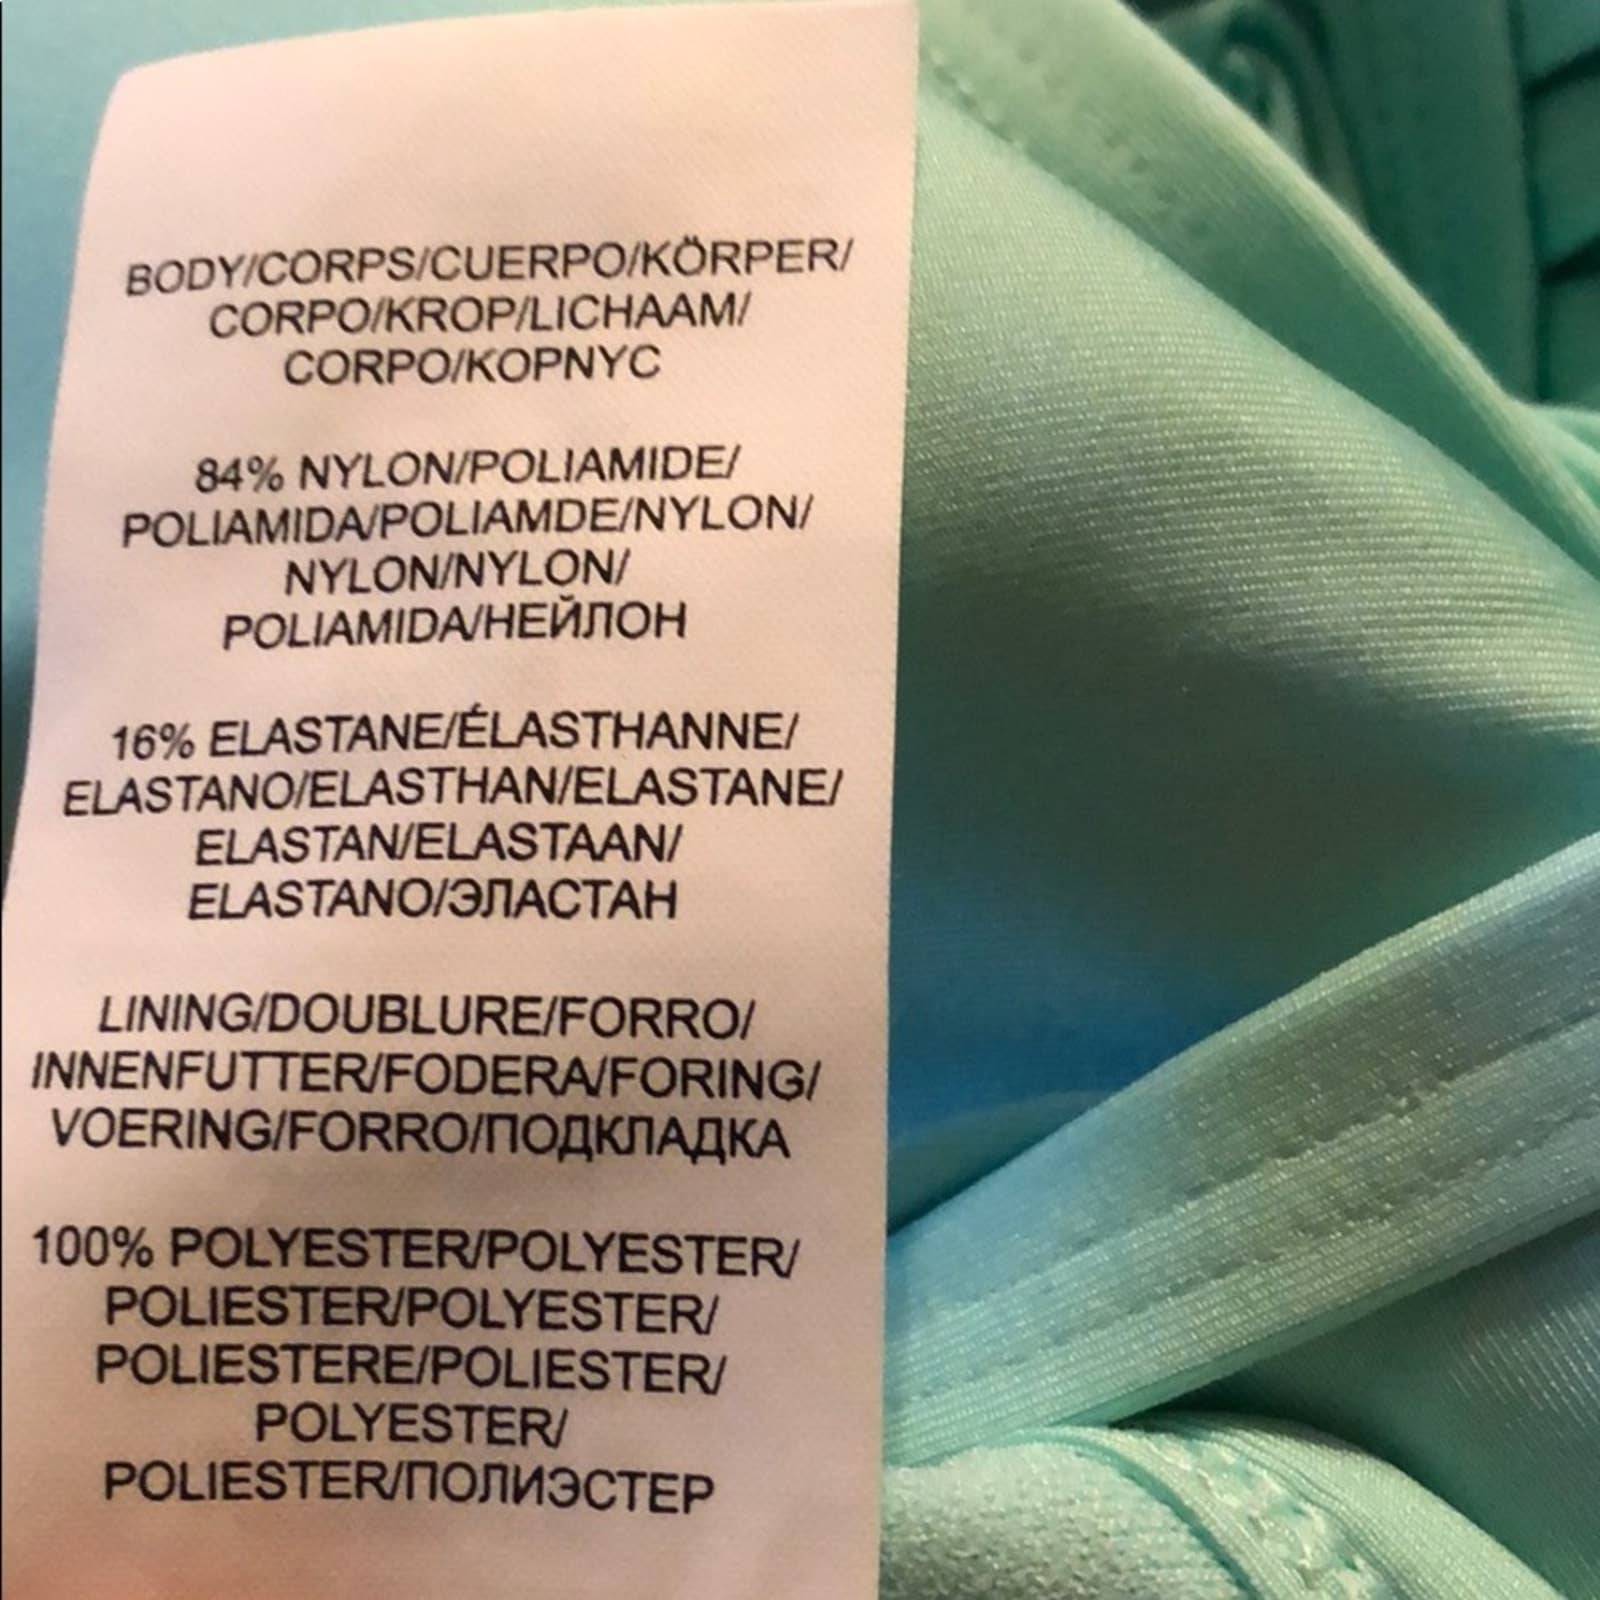 BODY/CORPS/CUERPO/KÖRPER/
CORPO/KROP/LICHAAM/
CORPO/KOPNYC
84% NYLON/POLIAMIDE/
POLIAMIDA/POLIAMDE/NYLON/
NYLON/NYLON/
POLIAMIDA/НЕЙЛОН
16% ELASTANE/ÉLASTHANNE/
ELASTANO/ELASTHAN/ELASTANE/
ELASTAN/ELASTAAN/
ELASTANO/ЭЛАСТАН
LINING/DOUBLURE/FORRO/
INNENFUTTER/FODERA/FORING/
VOERING/FORRO/ПОДКЛАДКА
100% POLYESTER/POLYESTER/
POLIESTER/POLYESTER/
POLIESTERE/POLIESTER/
POLYESTER/
POLIESTER/ПОЛИЭСТЕР